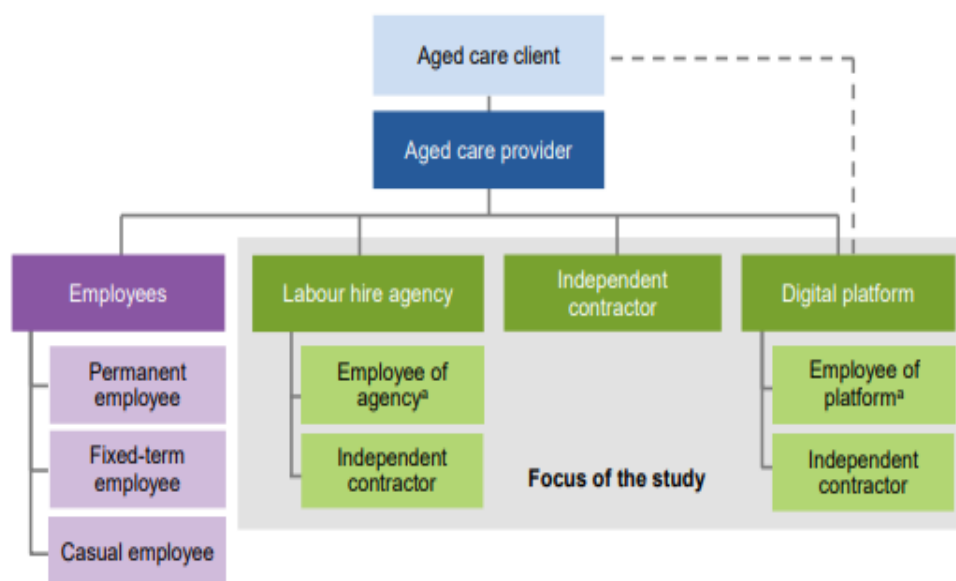 Aged care client
Aged care provider
Employees
Labour hire agency
Independent
contractor
Digital platform
Permanent
employee
Employee of
agencyᵃ
Employee of
platformᵃ
Fixed-term
employee
Independent
contractor
Focus of the study
Independent
contractor
Casual employee